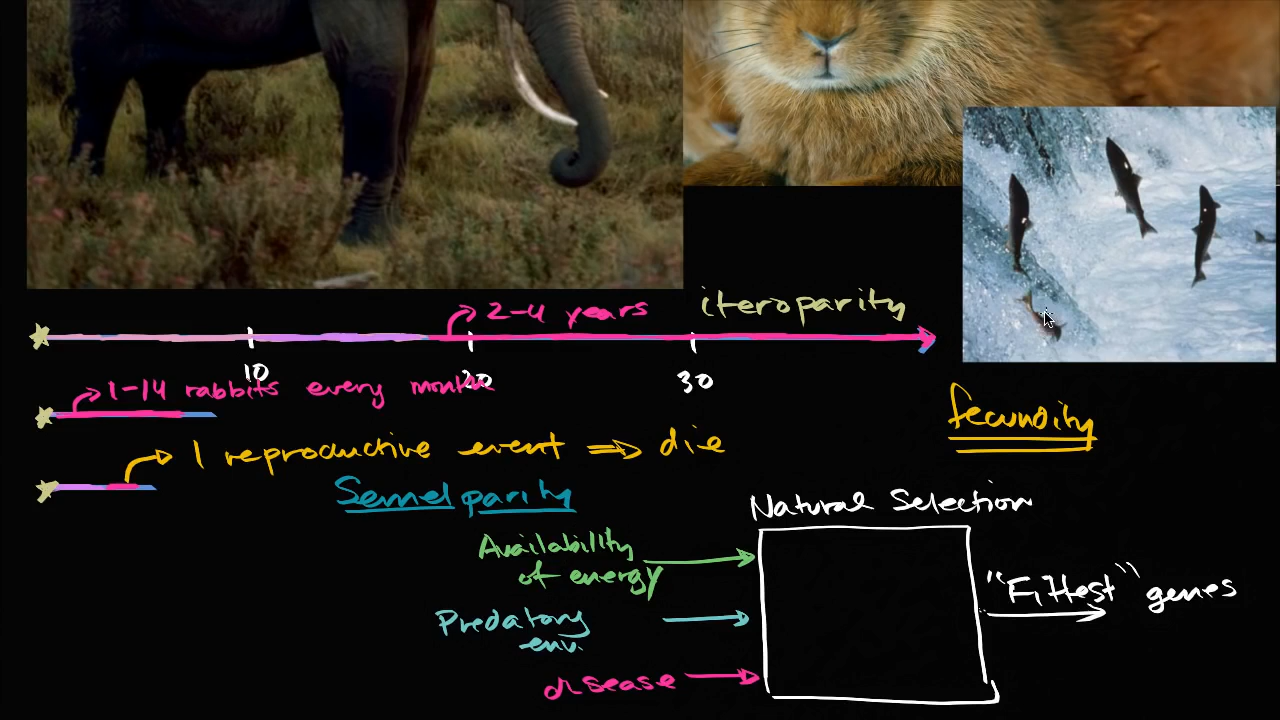 2-4 years
iteroparity
10
20
30
1-14 rabbits every month
fecundity
1 reproductive event ⇒ die
Semelparity
Natural Selection
Availability
of energy
"Fittest" genes
Predatory
env.
disease